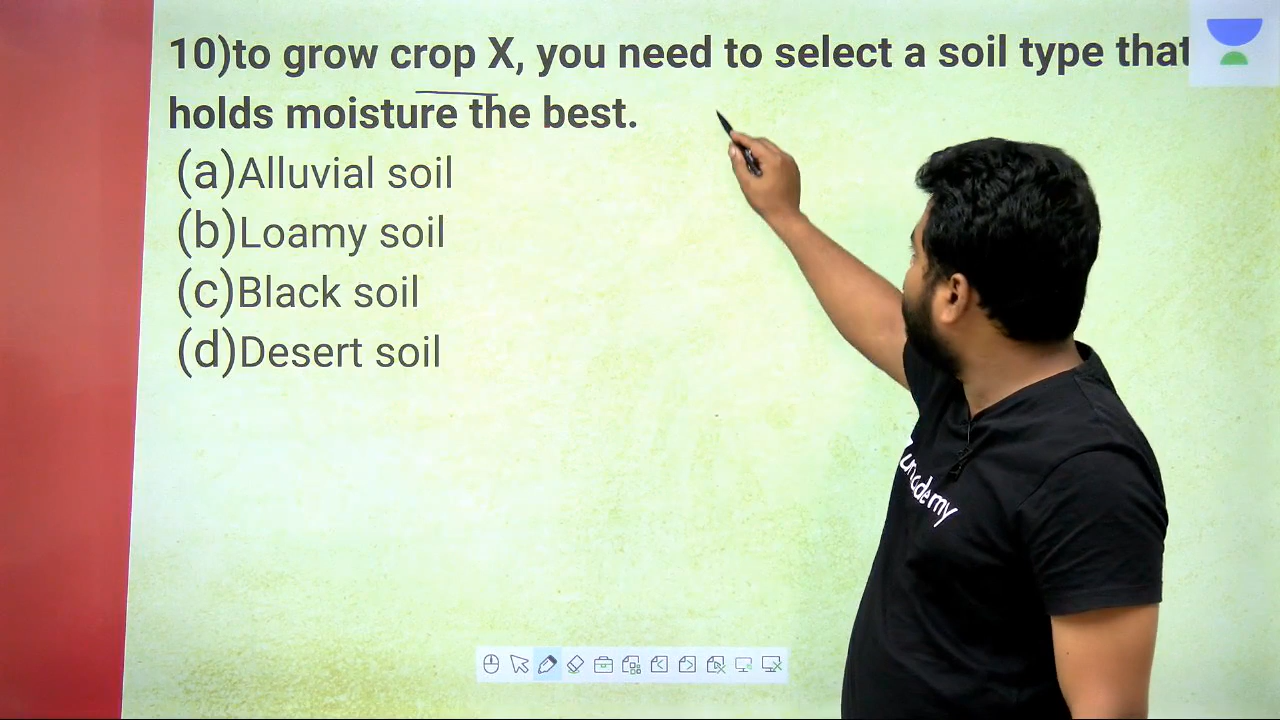 10)to grow crop X, you need to select a soil type that
holds moisture the best.
(a)Alluvial soil
(b)Loamy soil
(c)Black soil
(d)Desert soil
unacademy